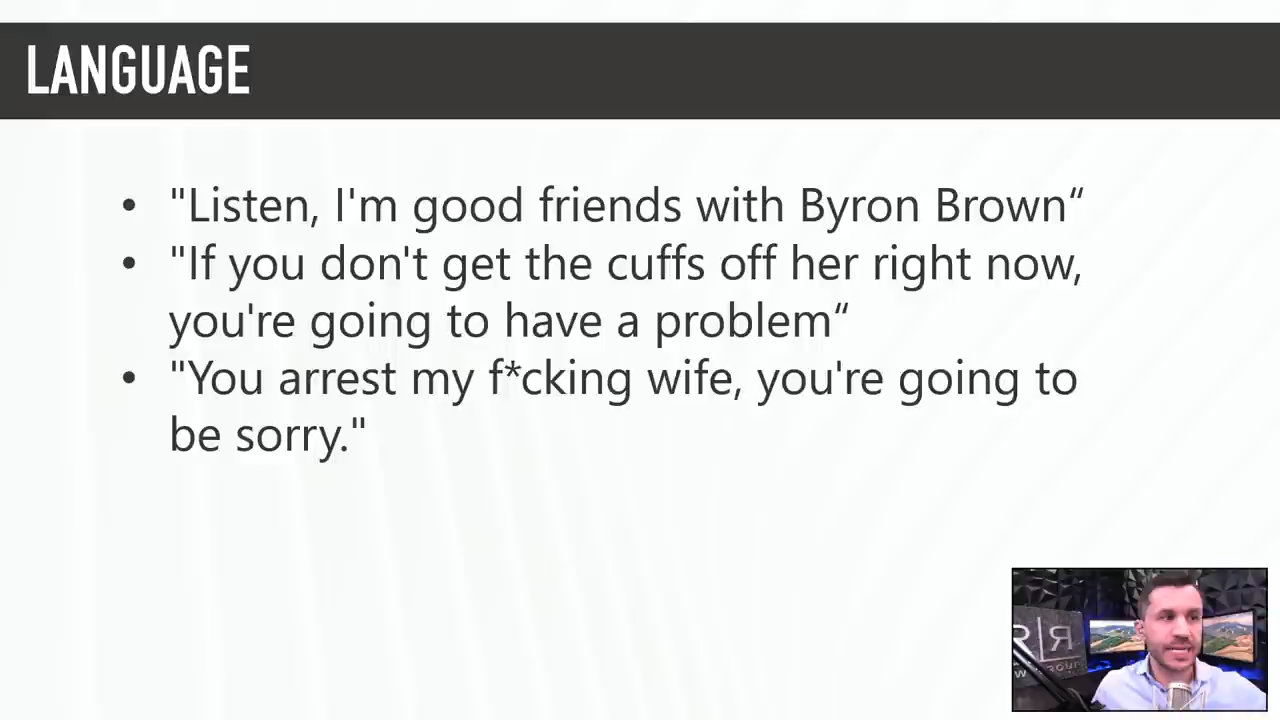 LANGUAGE
• "Listen, I'm good friends with Byron Brown“
• "If you don't get the cuffs off her right now,
you're going to have a problem“
• "You arrest my f*cking wife, you're going to
be sorry."
R|R